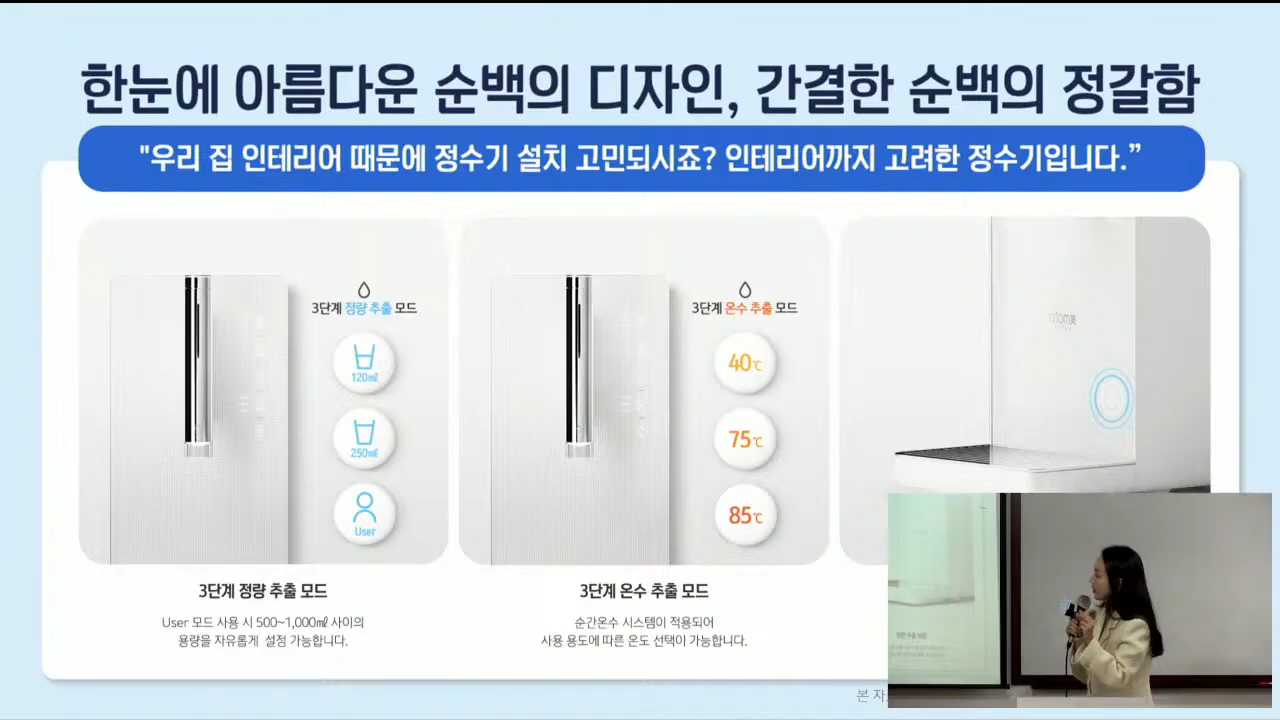 한눈에 아름다운 순백의 디자인, 간결한 순백의 정갈함
"우리 집 인테리어 때문에 정수기 설치 고민되시죠? 인테리어까지 고려한 정수기입니다.”
3단계 정량 추출 모드
120㎖
250㎖
User
3단계 온수 추출 모드
40℃
75℃
85℃
atom美
3단계 정량 추출 모드
User 모드 사용 시 500~1,000㎖ 사이의
용량을 자유롭게 설정 가능합니다.
3단계 온수 추출 모드
순간온수 시스템이 적용되어
사용 용도에 따른 온도 선택이 가능합니다.
본